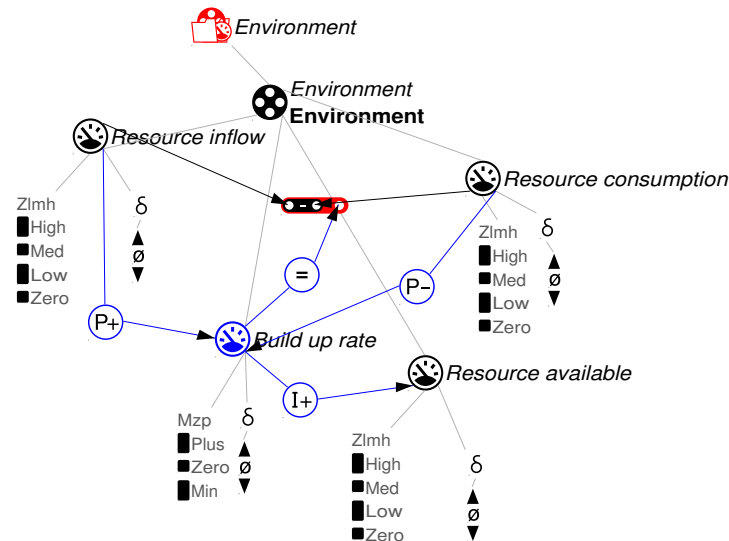 Environment
Environment
Environment
Resource inflow
Resource consumption
Zlmh
High
Med
Low
Zero
δ
ø
-
Zlmh
High
Med
Low
Zero
δ
ø
=
P-
P+
Build up rate
Resource available
I+
Mzp
Plus
Zero
Min
δ
ø
Zlmh
High
Med
Low
Zero
δ
ø